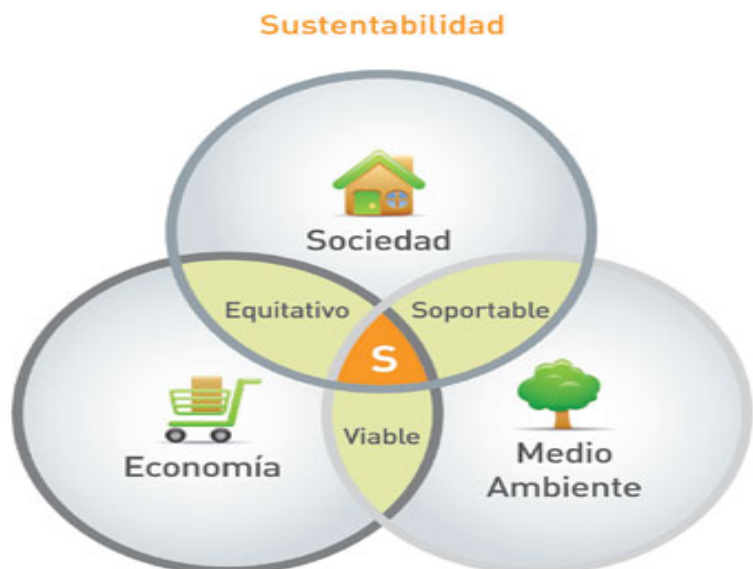 Sustentabilidad
Sociedad
Equitativo
Soportable
S
Viable
Economía
Medio
Ambiente